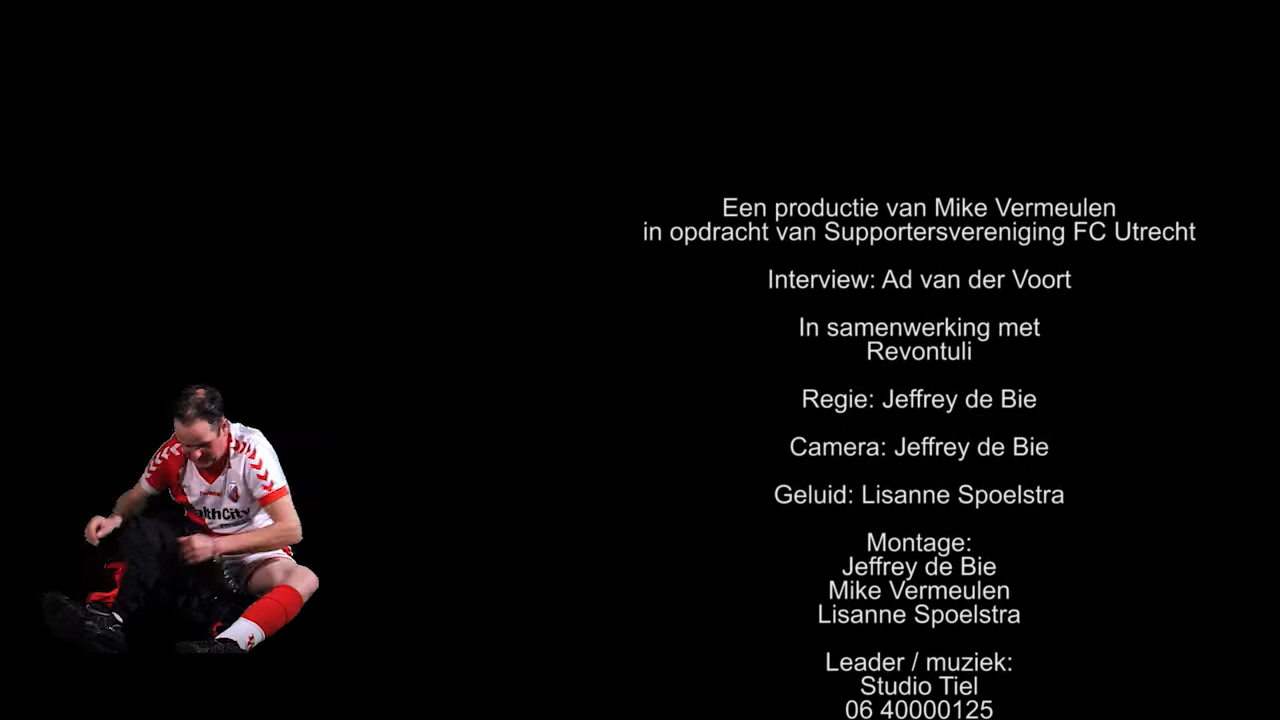 Een productie van Mike Vermeulen
in opdracht van Supportersvereniging FC Utrecht
Interview: Ad van der Voort
In samenwerking met
Revontuli
Regie: Jeffrey de Bie
Camera: Jeffrey de Bie
Geluid: Lisanne Spoelstra
Montage:
Jeffrey de Bie
Mike Vermeulen
Lisanne Spoelstra
Leader / muziek:
Studio Tiel
06 40000125